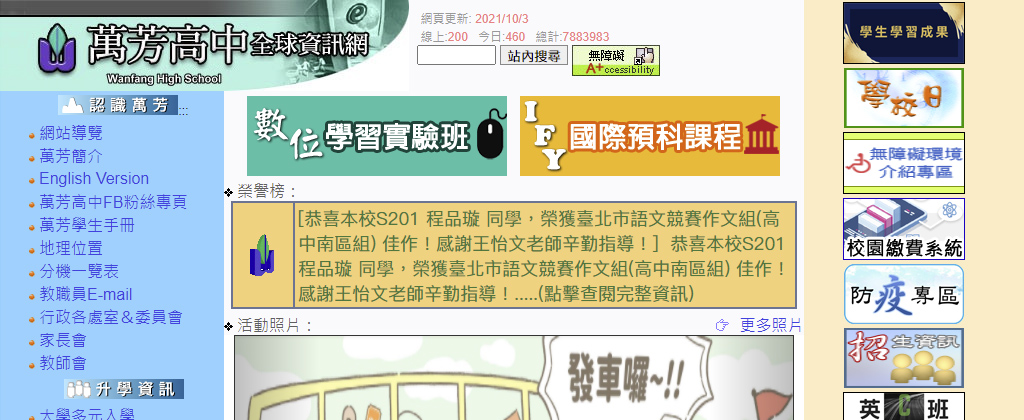 萬芳高中全球資訊網
Wanfang High School
網頁更新: 2021/10/3
線上:200 今日:460 總計:7883983
站內搜尋
無障礙
A+ccessibility
認識萬芳
:::
網站導覽
萬芳簡介
English Version
萬芳高中FB粉絲專頁
萬芳學生手冊
地理位置
分機一覽表
教職員E-mail
行政各處室＆委員會
家長會
教師會
升學資訊
大學多元入學
數位學習實驗班
IFY
國際預科課程
榮譽榜：
[恭喜本校S201 程品璇 同學，榮獲臺北市語文競賽作文組(高
中南區組) 佳作！感謝王怡文老師辛勤指導！] 恭喜本校S201
程品璇 同學，榮獲臺北市語文競賽作文組(高中南區組) 佳作！
感謝王怡文老師辛勤指導！.....(點擊查閱完整資訊)
活動照片：
更多照片
發車囉~!!
學生學習成果
學校日
無障礙環境
介紹專區
校園繳費系統
防疫專區
招生資訊
英C班